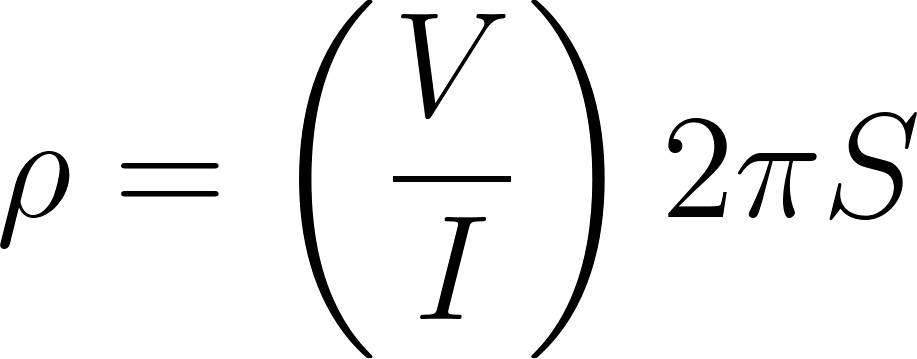 ρ = (V/I) 2πS